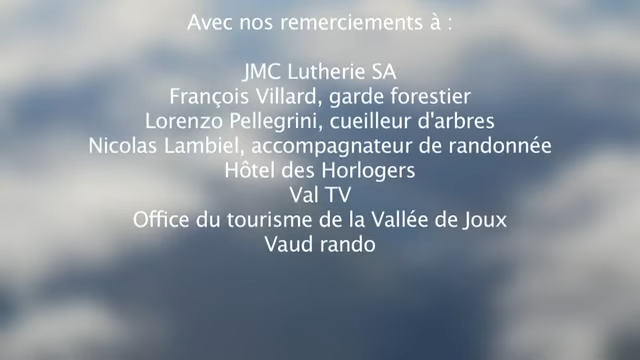 Avec nos remerciements à :
JMC Lutherie SA
François Villard, garde forestier
Lorenzo Pellegrini, cueilleur d'arbres
Nicolas Lambiel, accompagnateur de randonnée
Hôtel des Horlogers
Val TV
Office du tourisme de la Vallée de Joux
Vaud rando